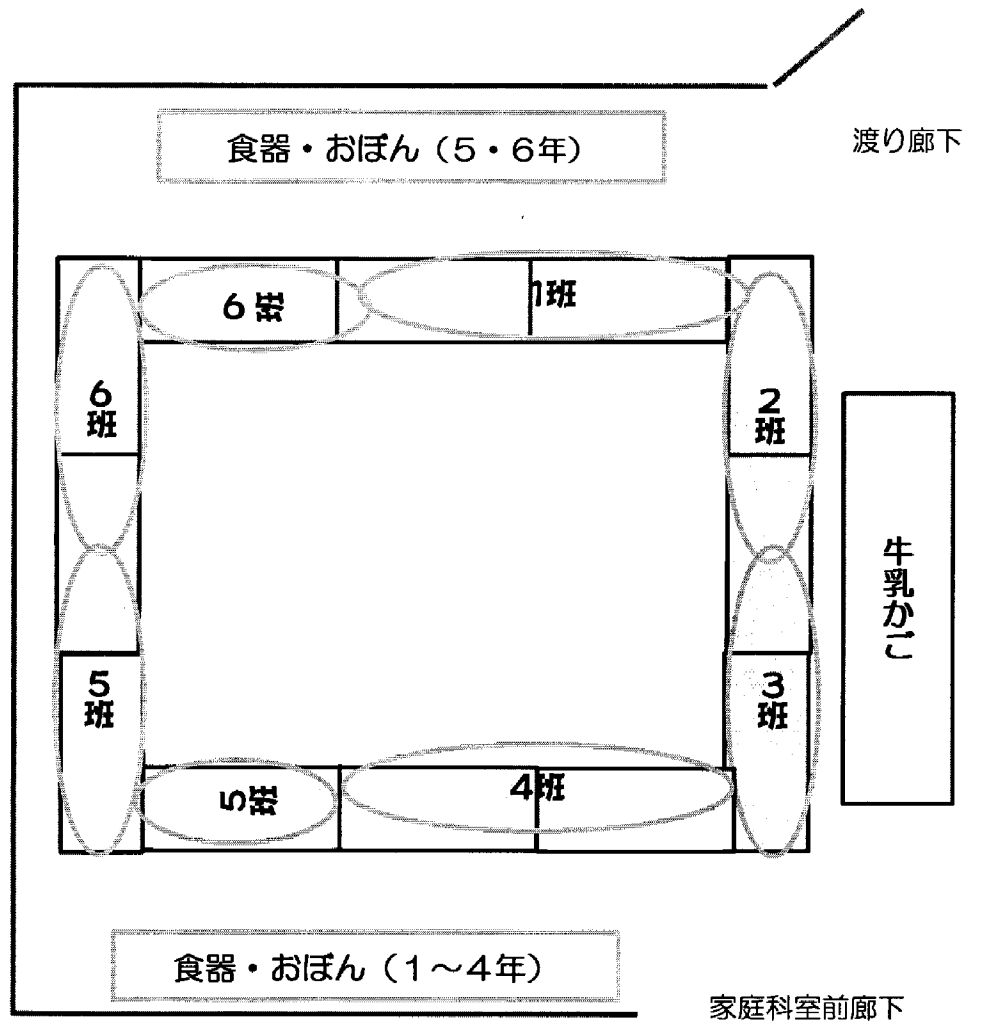 食器・おぼん（5・6年）
渡り廊下
6班
1班
6班
2班
牛乳かご
5班
3班
5班
4班
食器・おぼん（1～4年）
家庭科室前廊下